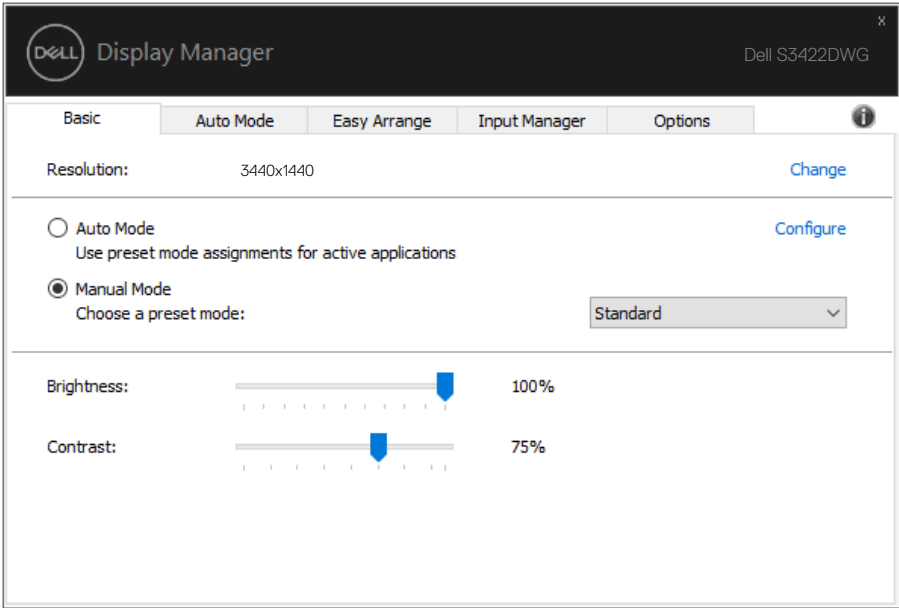 x
DELL Display Manager
Dell S3422DWG
Basic Auto Mode Easy Arrange Input Manager Options i
Resolution: 3440x1440 Change
Auto Mode Configure
Use preset mode assignments for active applications
Manual Mode
Choose a preset mode: Standard
Brightness: 100%
Contrast: 75%